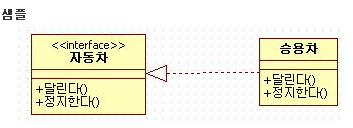 샘플
<<interface>>
자동차
+달린다()
+정지한다()
승용차
+달린다()
+정지한다()